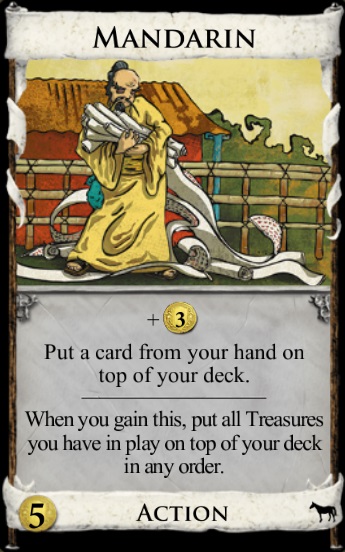 MANDARIN
+ 3
Put a card from your hand on
top of your deck.
When you gain this, put all Treasures
you have in play on top of your deck
in any order.
5 ACTION